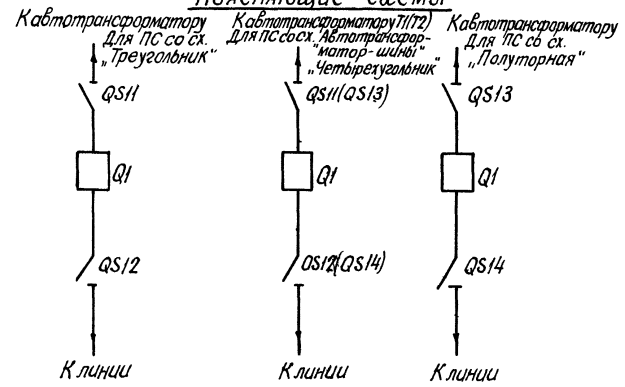 Поясняющие схемы
К автотрансформатору
Для ПС со сх.
„Треугольник"
К автотрансформатору Т1(Т2)
Для ПС со сх. "Автотрансфор-
матор-шины"
„Четырехугольник"
К автотрансформатору
Для ПС со сх.
„Полуторная"
QS11
QS11(QS13)
QS13
Q1
Q1
Q1
QS12
QS12(QS14)
QS14
К линии
К линии
К линии